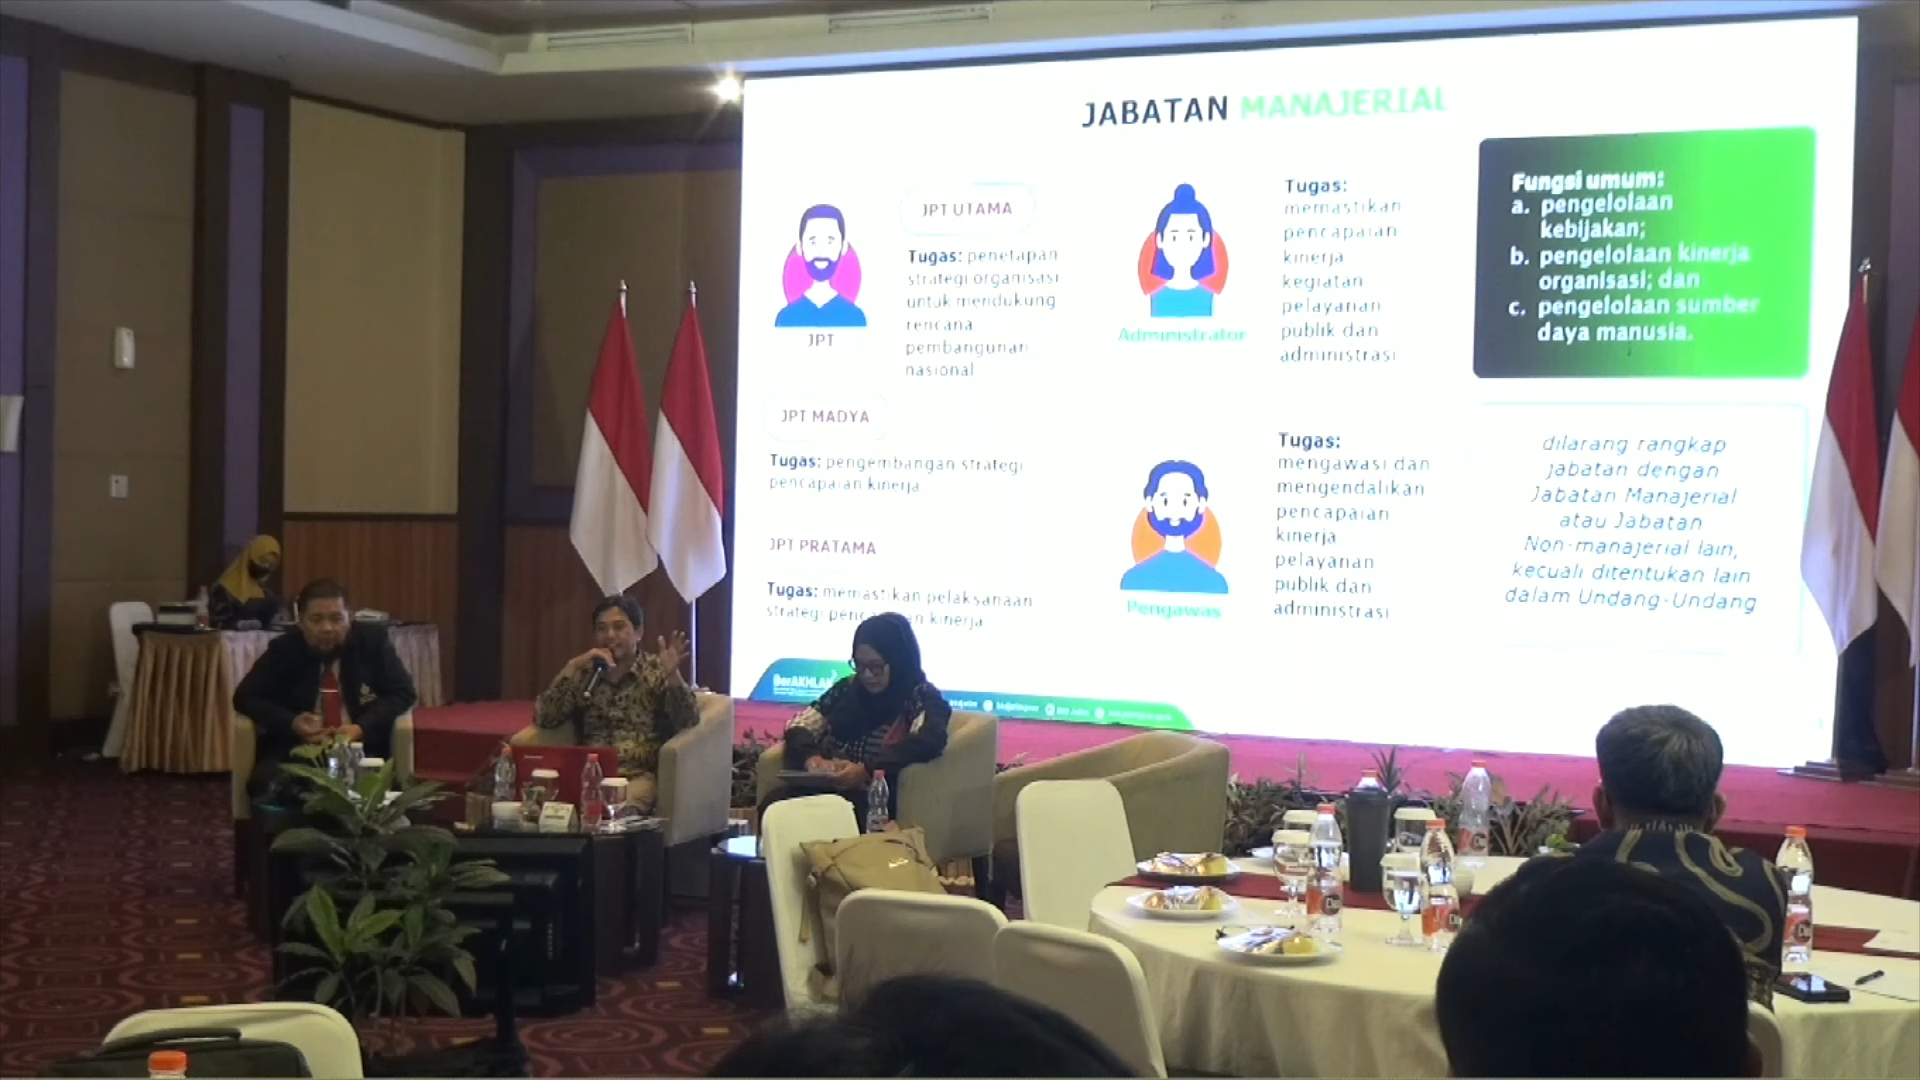 JABATAN MANAJERIAL
JPT UTAMA
Tugas: penetapan
strategi organisasi
untuk mendukung
rencana
pembangunan
nasional
JPT
JPT MADYA
Tugas: pengembangan strategi
pencapaian kinerja
JPT PRATAMA
Tugas: memastikan pelaksanaan
strategi kinerja
Administrator
Tugas:
memastikan
pencapaian
kinerja
kegiatan
pelayanan
publik dan
administrasi
Pengawas
Tugas:
mengawasi dan
mengendalikan
pencapaian
kinerja
pelayanan
publik dan
administrasi
Fungsi umum:
a. pengelolaan
kebijakan;
b. pengelolaan kinerja
organisasi; dan
c. pengelolaan sumber
daya manusia.
dilarang rangkap
jabatan dengan
Jabatan Manajerial
atau Jabatan
Non-manajerial lain,
kecuali ditentukan lain
dalam Undang-Undang
BerAKHLAK